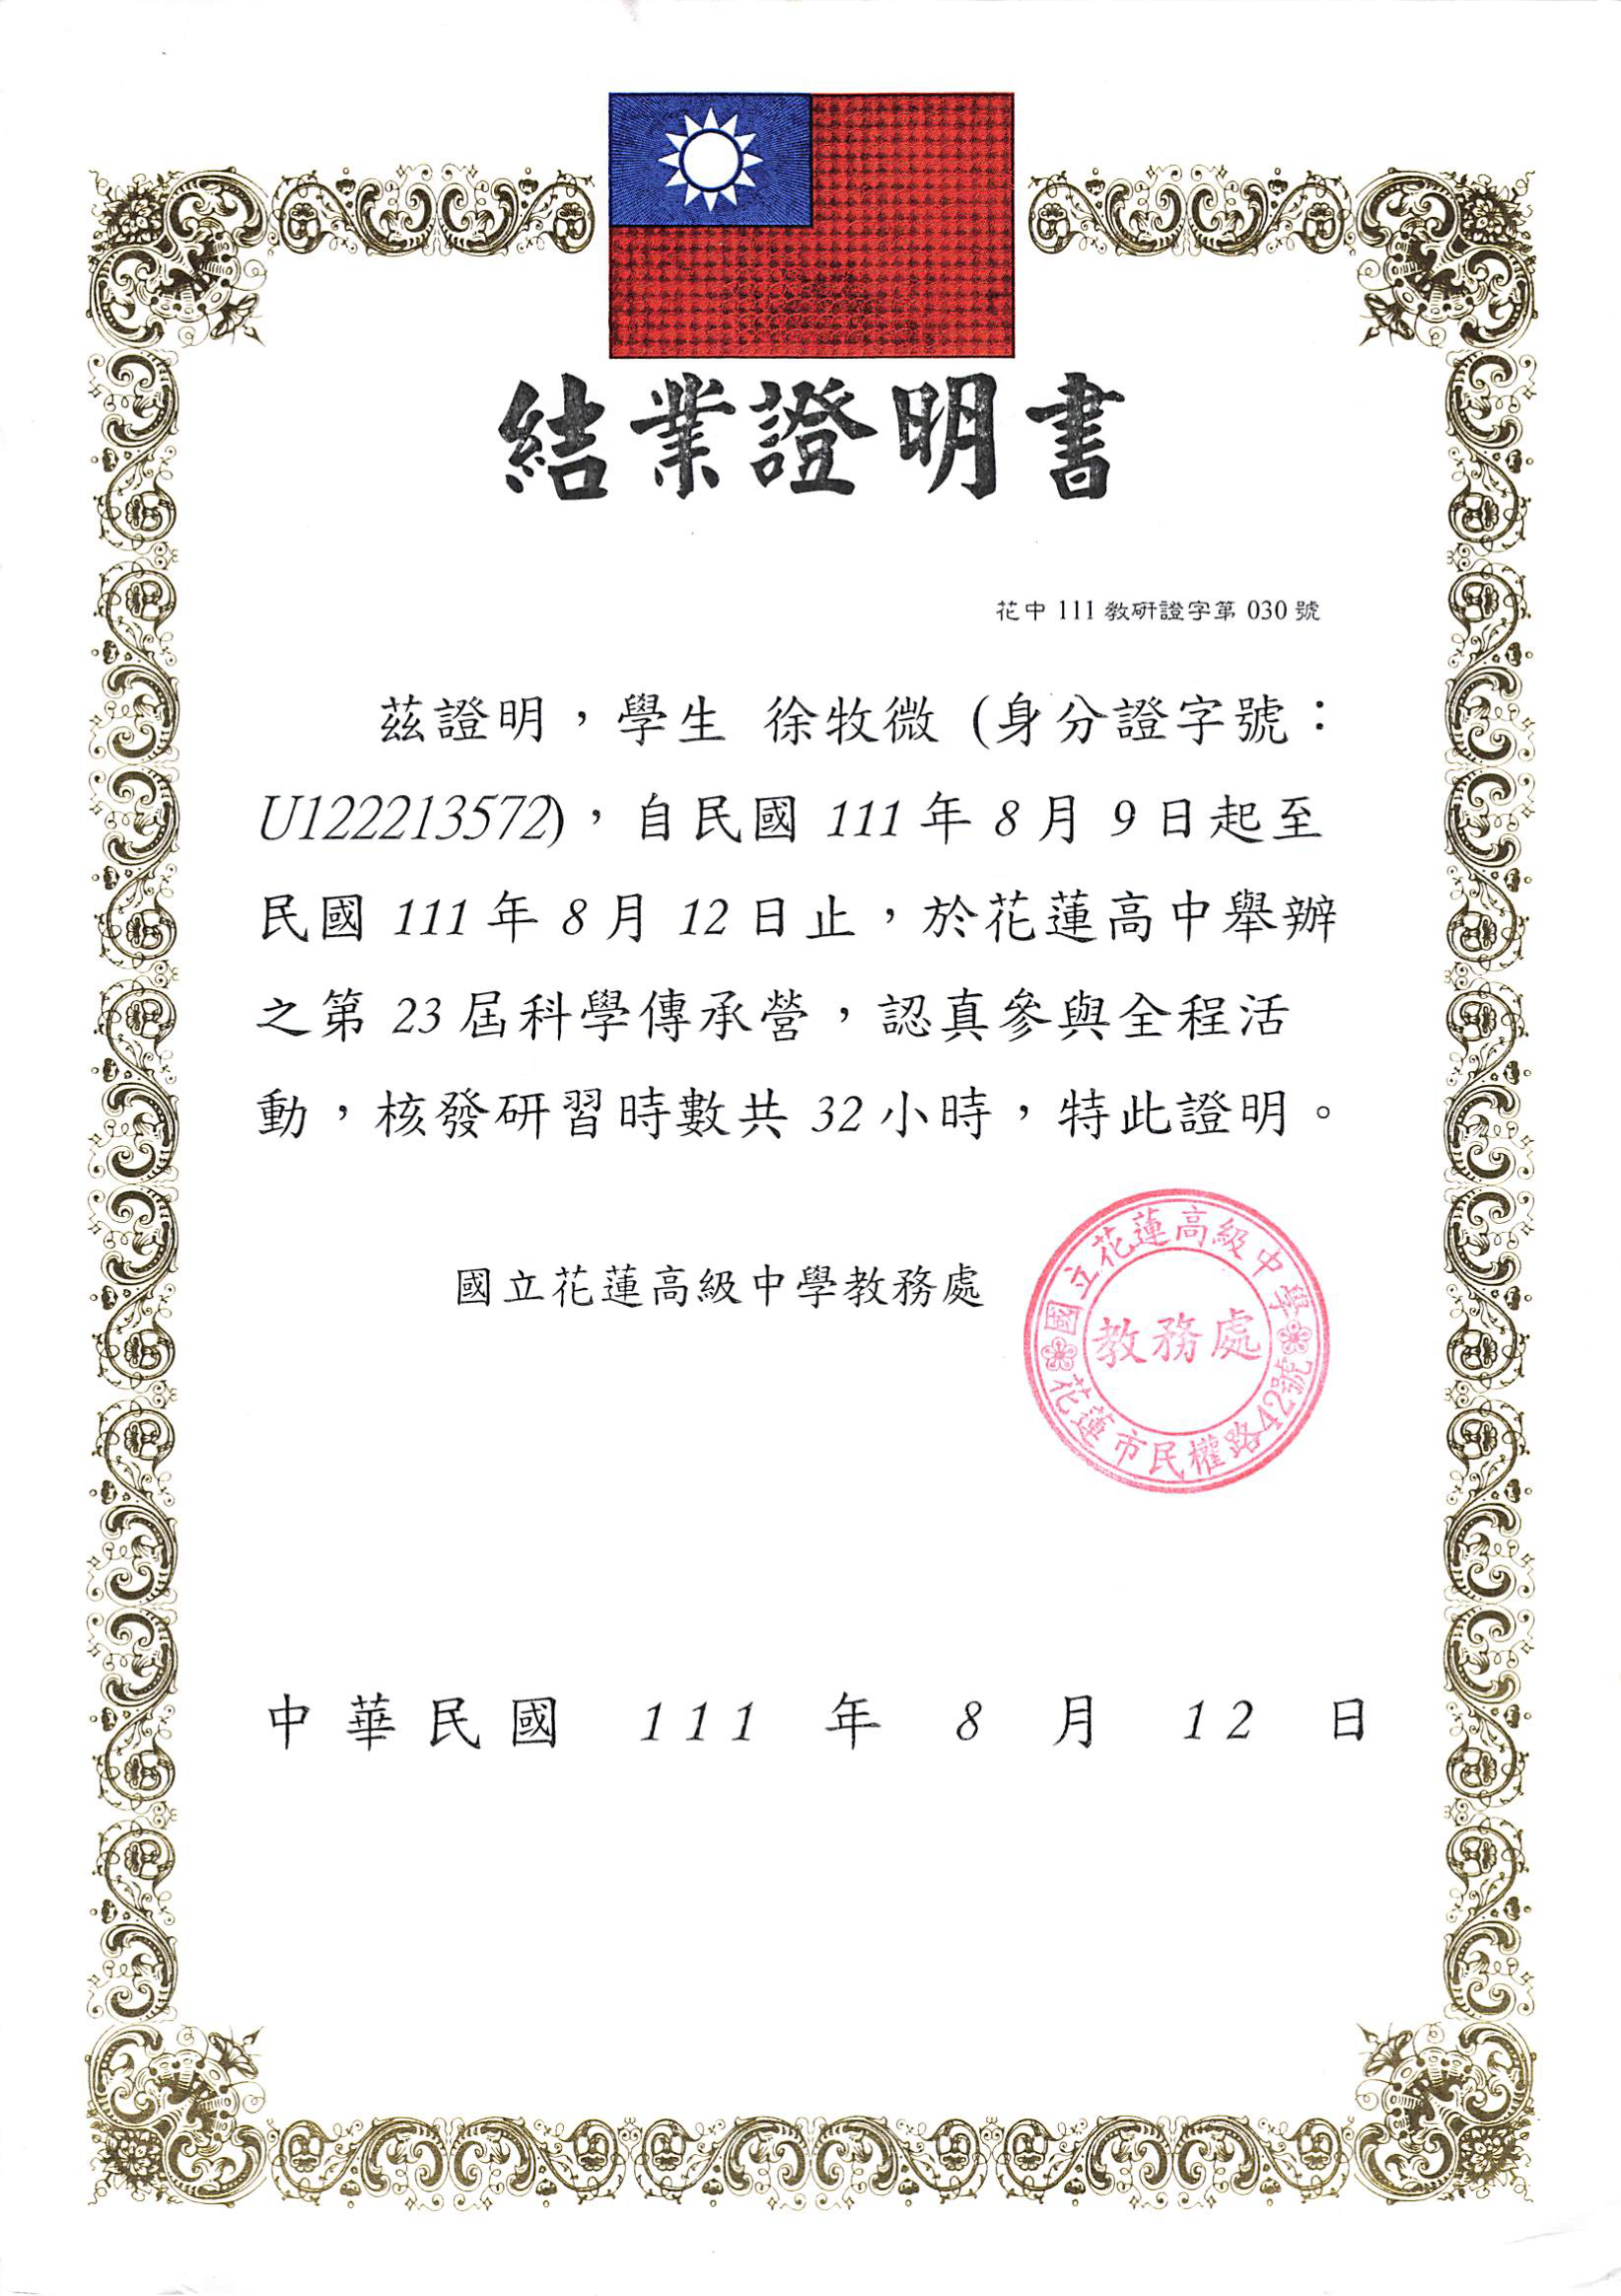 結業證明書
花中 111 教研證字第 030 號
茲證明，學生 徐牧微 (身分證字號：
U122213572)，自民國 111 年 8 月 9 日起至
民國 111 年 8 月 12 日止，於花蓮高中舉辦
之第 23 屆科學傳承營，認真參與全程活
動，核發研習時數共 32 小時，特此證明。
國立花蓮高級中學教務處
國立花蓮高級中學
教務處
花蓮市民權路42號
中華民國 111 年 8 月 12 日